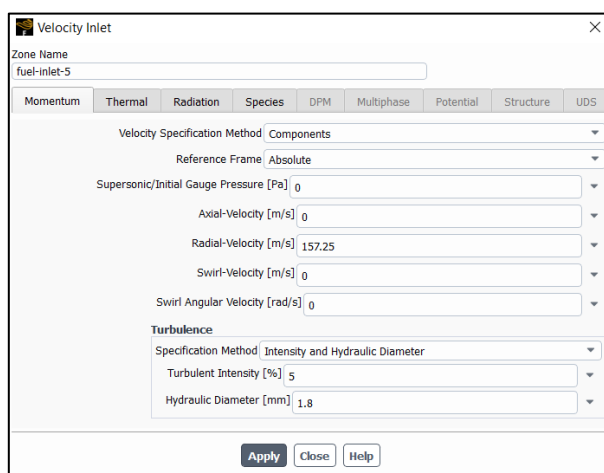 Velocity Inlet
Zone Name
fuel-inlet-5
Momentum Thermal Radiation Species DPM Multiphase Potential Structure UDS
Velocity Specification Method Components
Reference Frame Absolute
Supersonic/Initial Gauge Pressure [Pa] 0
Axial-Velocity [m/s] 0
Radial-Velocity [m/s] 157.25
Swirl-Velocity [m/s] 0
Swirl Angular Velocity [rad/s] 0
Turbulence
Specification Method Intensity and Hydraulic Diameter
Turbulent Intensity [%] 5
Hydraulic Diameter [mm] 1.8
Apply Close Help